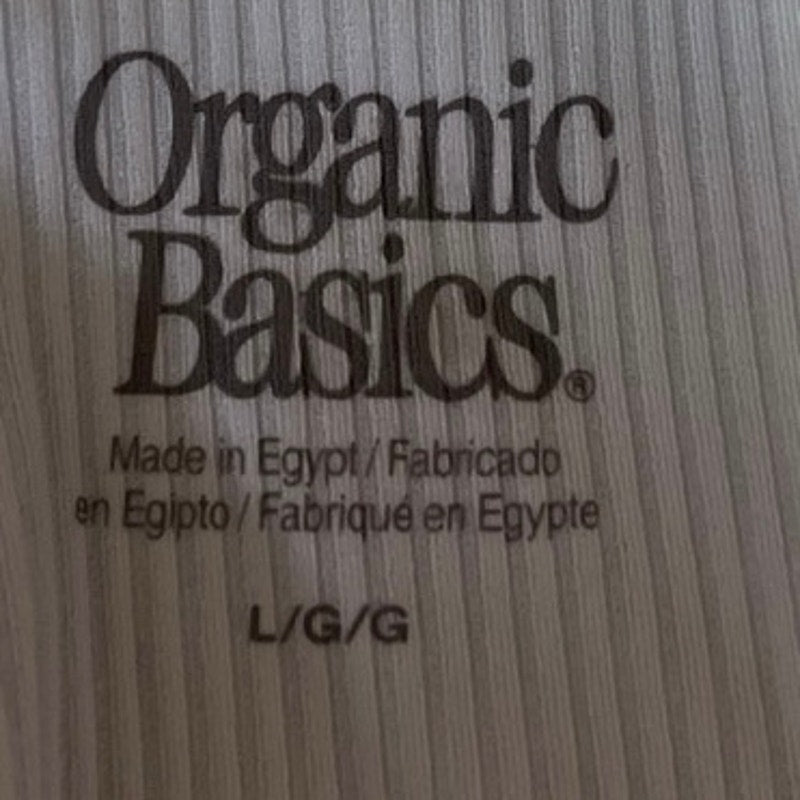 Organic
Basics®
Made in Egypt / Fabricado
en Egipto / Fabriqué en Egypte
L/G/G